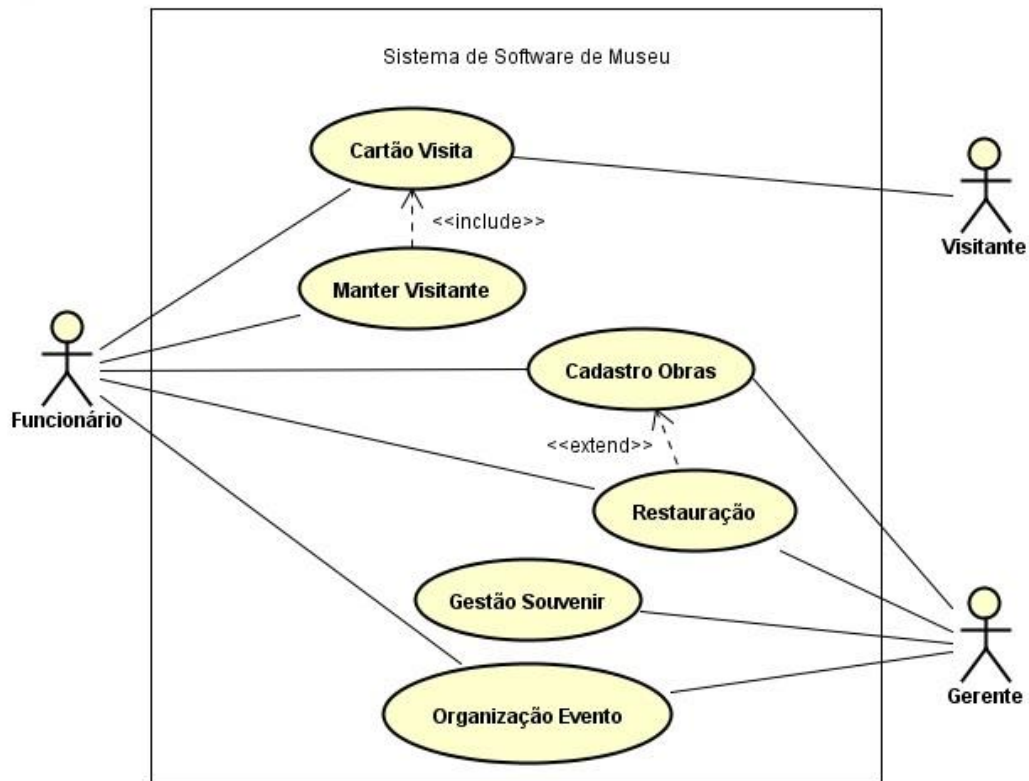 Sistema de Software de Museu
Cartão Visita
<<include>>
Visitante
Manter Visitante
Cadastro Obras
Funcionário
<<extend>>
Restauração
Gestão Souvenir
Gerente
Organização Evento